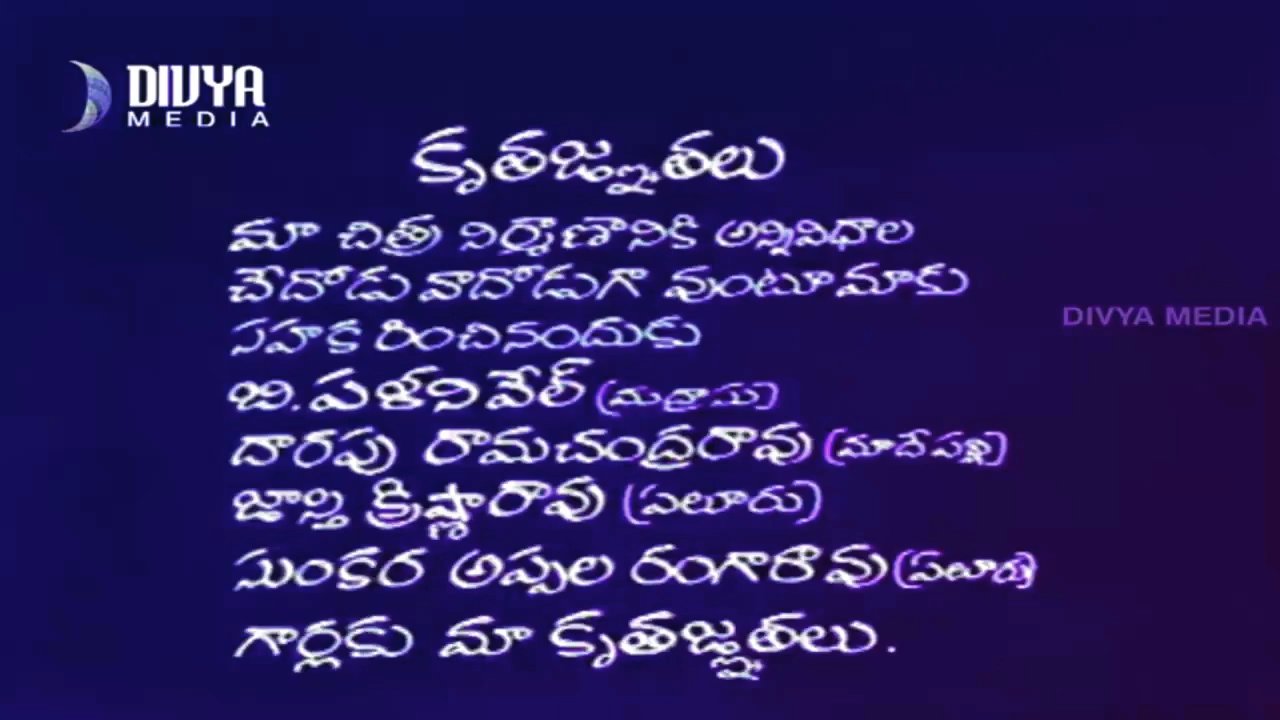 DIVYA
MEDIA
కృతజ్ఞతలు
మా చిత్ర నిర్మాణానికి అన్నివిధాల
చేదోడు వాదోడుగా వుంటూ మాకు
DIVYA MEDIA
సహక రించినందుకు
జి. పళనివేల్ (మద్రాసు)
దారపు రామచంద్రరావు (మాదేపల్లి)
జాస్తి క్రిష్ణారావు (ఏలూరు)
సుంకర అప్పల రంగారావు (ఏలూరు)
గార్లకు మా కృతజ్ఞతలు.